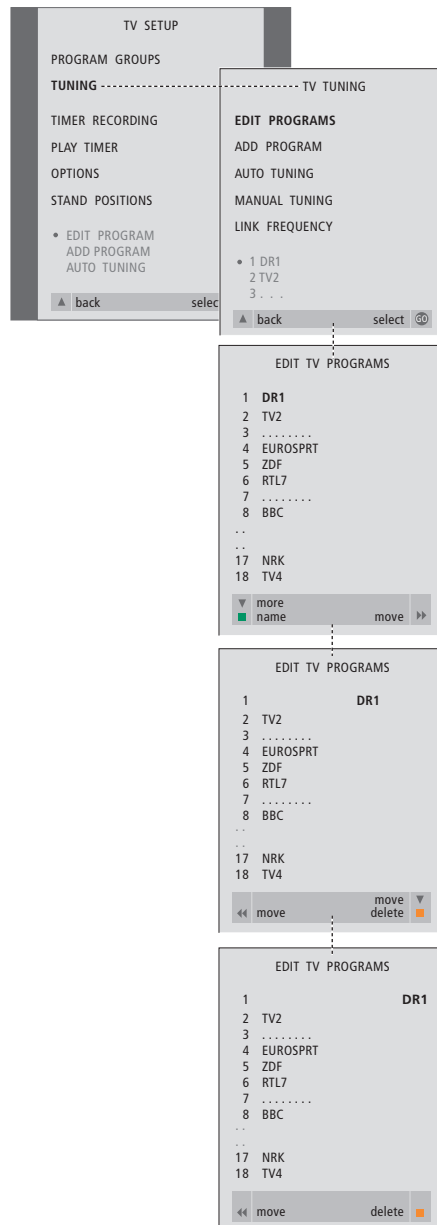 TV SETUP
PROGRAM GROUPS
TUNING
TIMER RECORDING
PLAY TIMER
OPTIONS
STAND POSITIONS
• EDIT PROGRAM
ADD PROGRAM
AUTO TUNING
▲ back selec
TV TUNING
EDIT PROGRAMS
ADD PROGRAM
AUTO TUNING
MANUAL TUNING
LINK FREQUENCY
• 1 DR1
2 TV2
3 . . .
▲ back select GO
EDIT TV PROGRAMS
1 DR1
2 TV2
3 . . . . . . . .
4 EUROSPRT
5 ZDF
6 RTL7
7 . . . . . . . .
8 BBC
. .
. .
17 NRK
18 TV4
▼ more
name move
EDIT TV PROGRAMS
1 DR1
2 TV2
3 . . . . . . . .
4 EUROSPRT
5 ZDF
6 RTL7
7 . . . . . . . .
8 BBC
. .
. .
17 NRK
18 TV4
move ▼
move delete
EDIT TV PROGRAMS
1 DR1
2 TV2
3 . . . . . . . .
4 EUROSPRT
5 ZDF
6 RTL7
7 . . . . . . . .
8 BBC
. .
. .
17 NRK
18 TV4
move delete